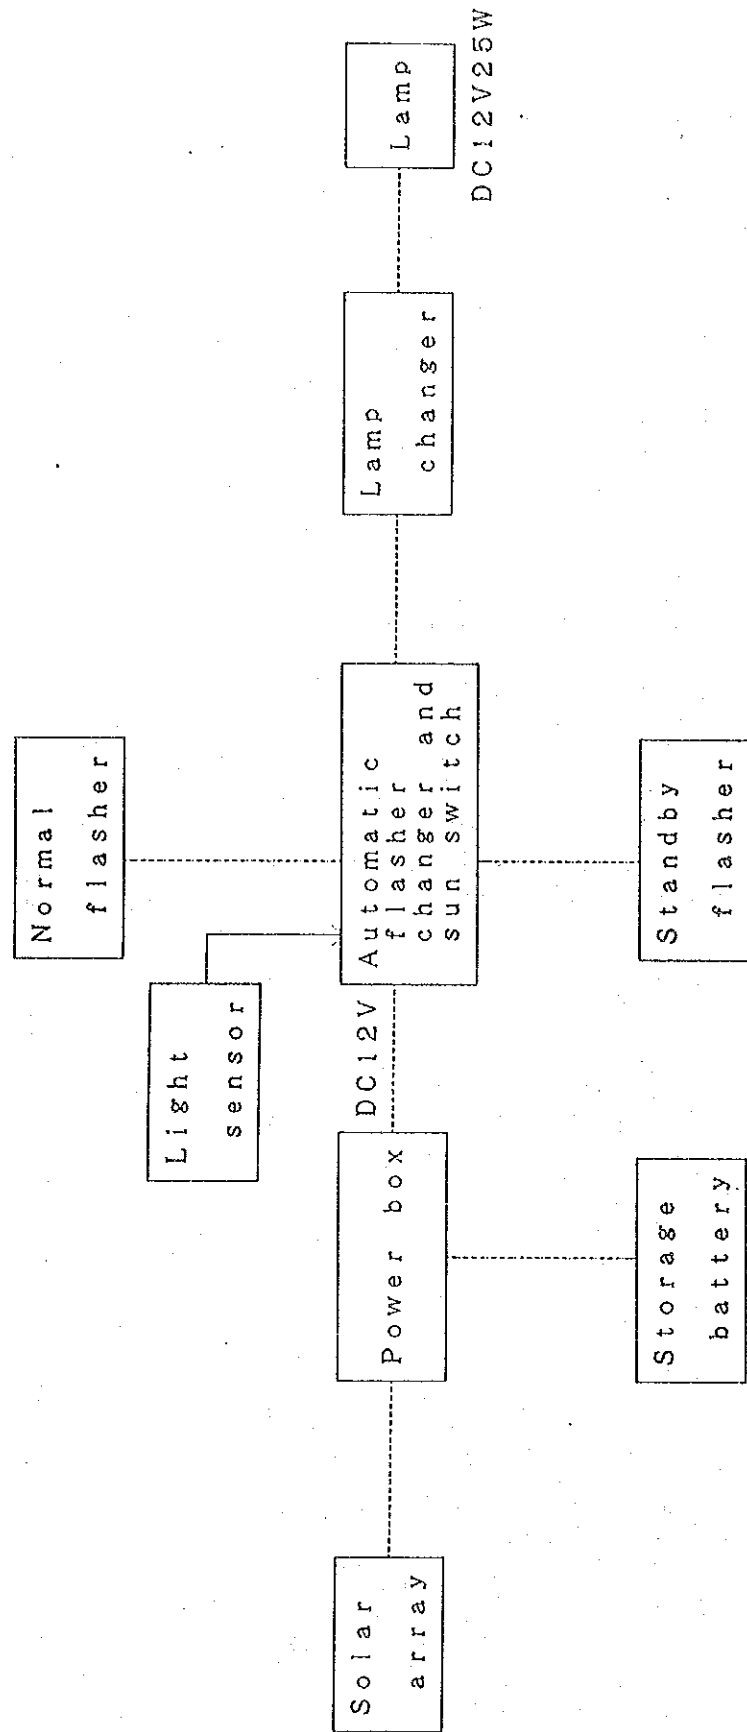 Normal
flasher
Light
sensor
Solar
array
Power box
DC12V
Automatic
flasher
changer and
sun switch
Lamp
changer
Lamp
DC12V25W
Storage
battery
Standby
flasher